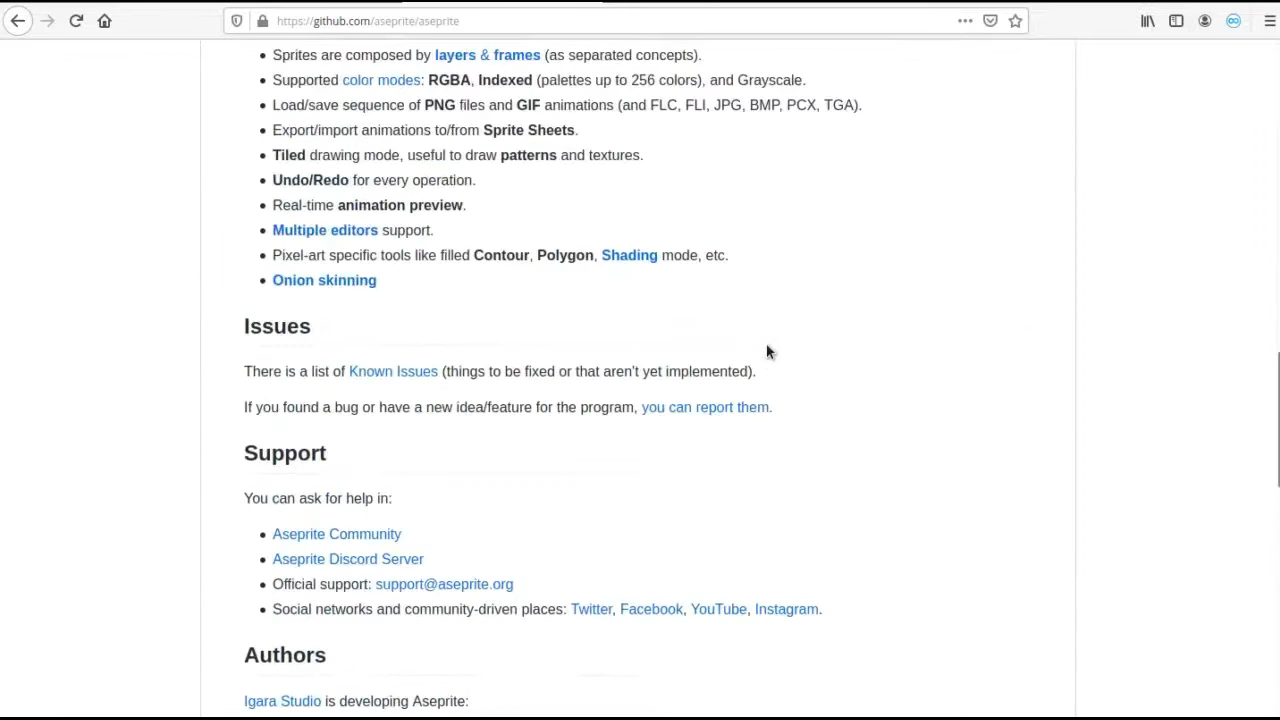 https://github.com/aseprite/aseprite
Sprites are composed by layers & frames (as separated concepts).
Supported color modes: RGBA, Indexed (palettes up to 256 colors), and Grayscale.
Load/save sequence of PNG files and GIF animations (and FLC, FLI, JPG, BMP, PCX, TGA).
Export/import animations to/from Sprite Sheets.
Tiled drawing mode, useful to draw patterns and textures.
Undo/Redo for every operation.
Real-time animation preview.
Multiple editors support.
Pixel-art specific tools like filled Contour, Polygon, Shading mode, etc.
Onion skinning
Issues
There is a list of Known Issues (things to be fixed or that aren't yet implemented).
If you found a bug or have a new idea/feature for the program, you can report them.
Support
You can ask for help in:
Aseprite Community
Aseprite Discord Server
Official support: support@aseprite.org
Social networks and community-driven places: Twitter, Facebook, YouTube, Instagram.
Authors
Igara Studio is developing Aseprite: